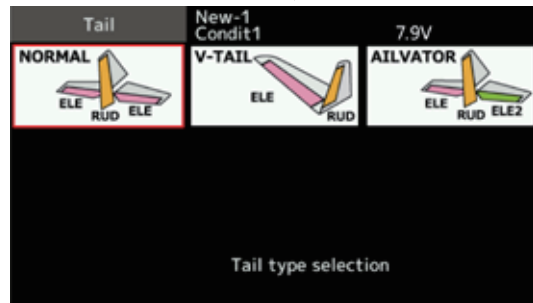 Tail
New-1
Condit1
7.9V
NORMAL
ELE
RUD
ELE
V-TAIL
ELE
RUD
AILVATOR
ELE
RUD
ELE2
Tail type selection